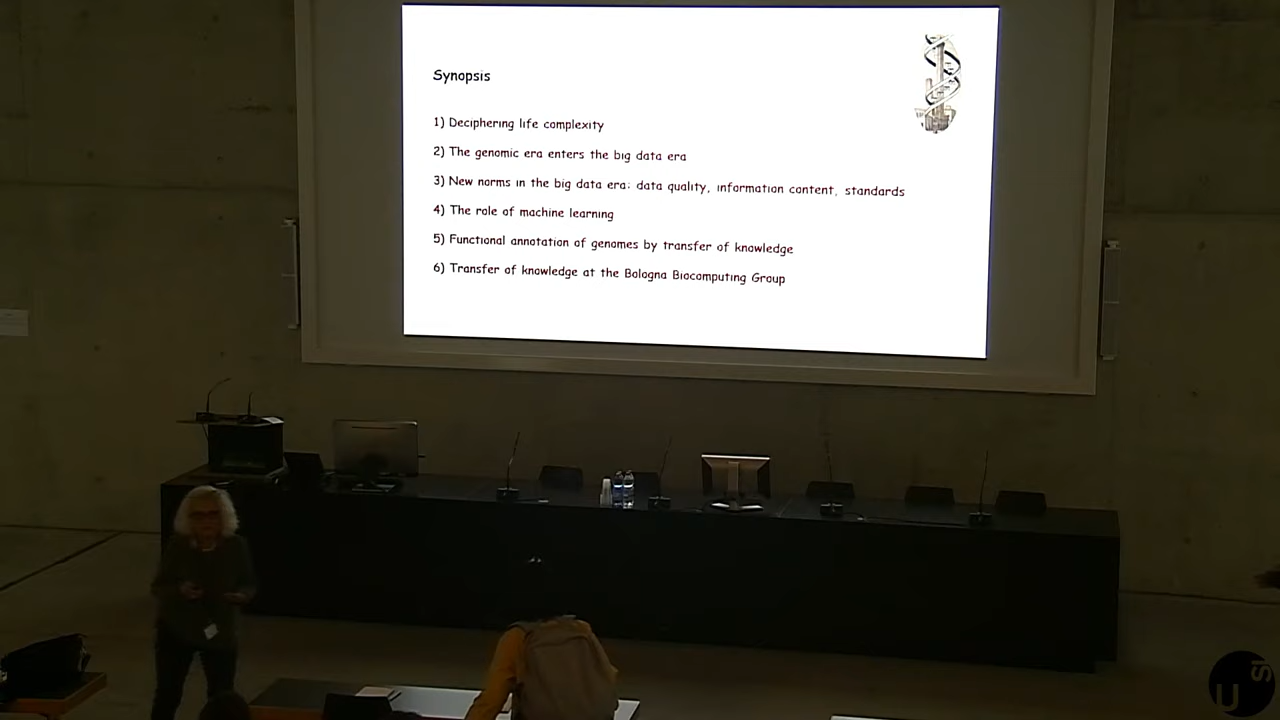 Synopsis
1) Deciphering life complexity
2) The genomic era enters the big data era
3) New norms in the big data era: data quality, information content, standards
4) The role of machine learning
5) Functional annotation of genomes by transfer of knowledge
6) Transfer of knowledge at the Bologna Biocomputing Group
U
SI